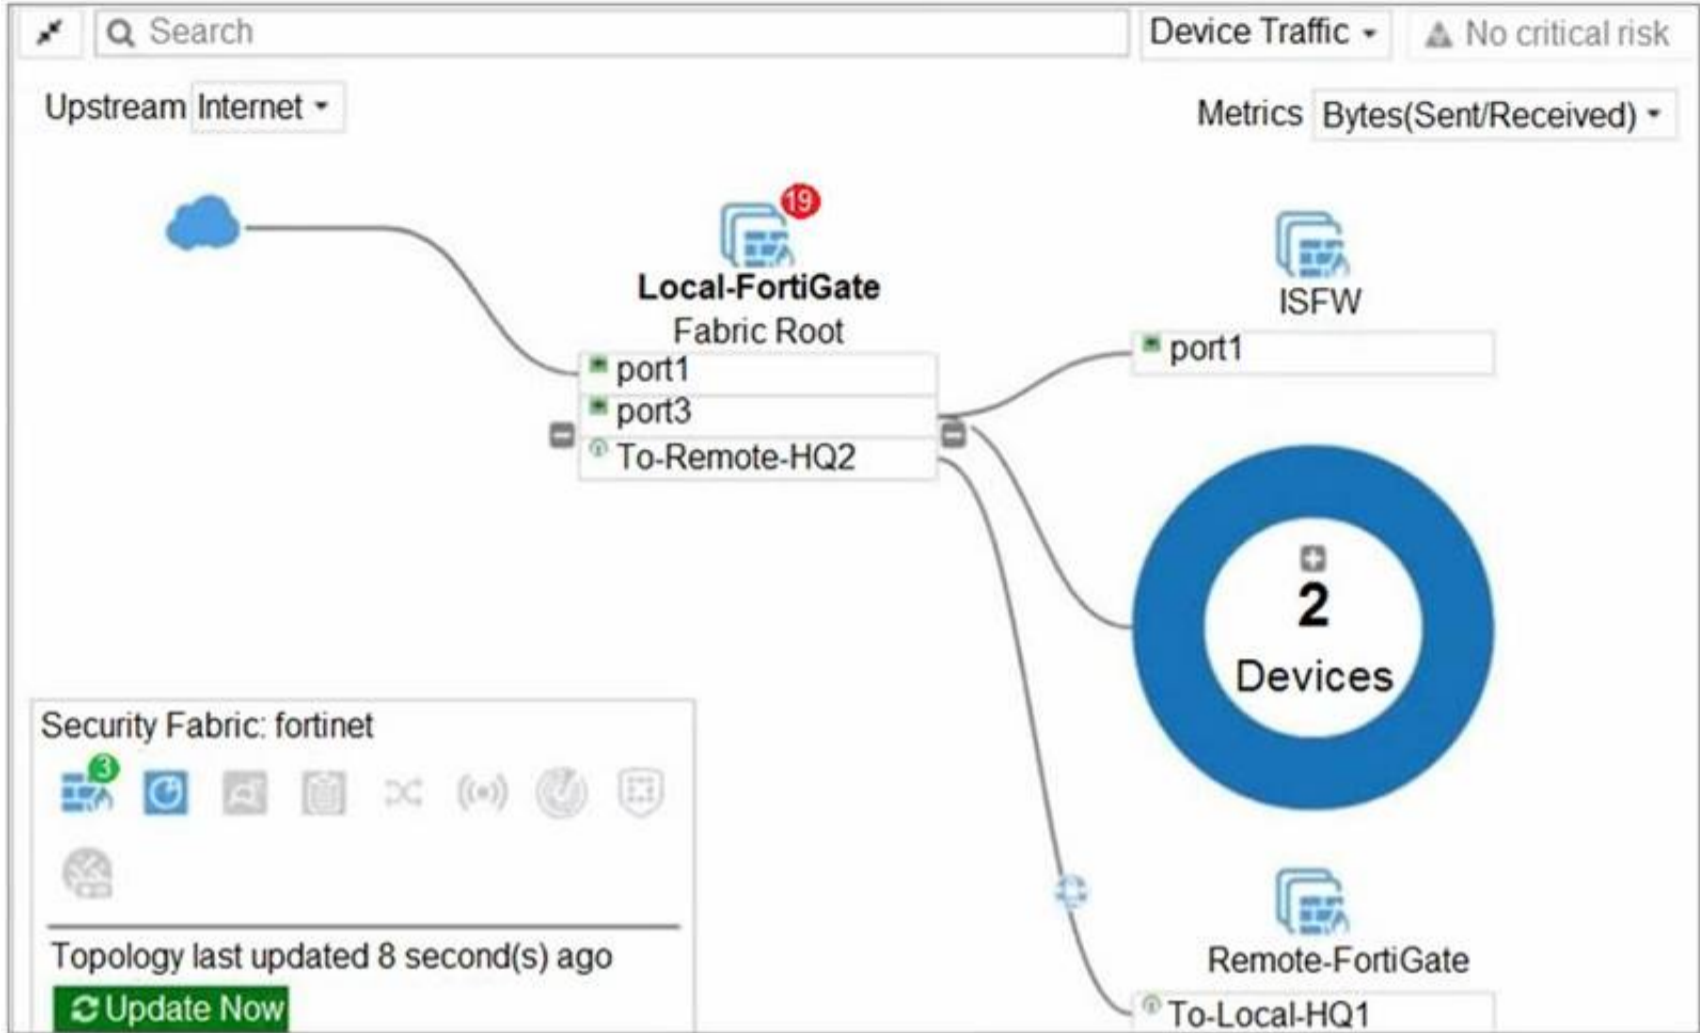 Search
Device Traffic
No critical risk
Upstream Internet
Metrics Bytes(Sent/Received)
19
Local-FortiGate
Fabric Root
port1
port3
To-Remote-HQ2
ISFW
port1
2
Devices
Security Fabric: fortinet
3
Topology last updated 8 second(s) ago
Update Now
Remote-FortiGate
To-Local-HQ1